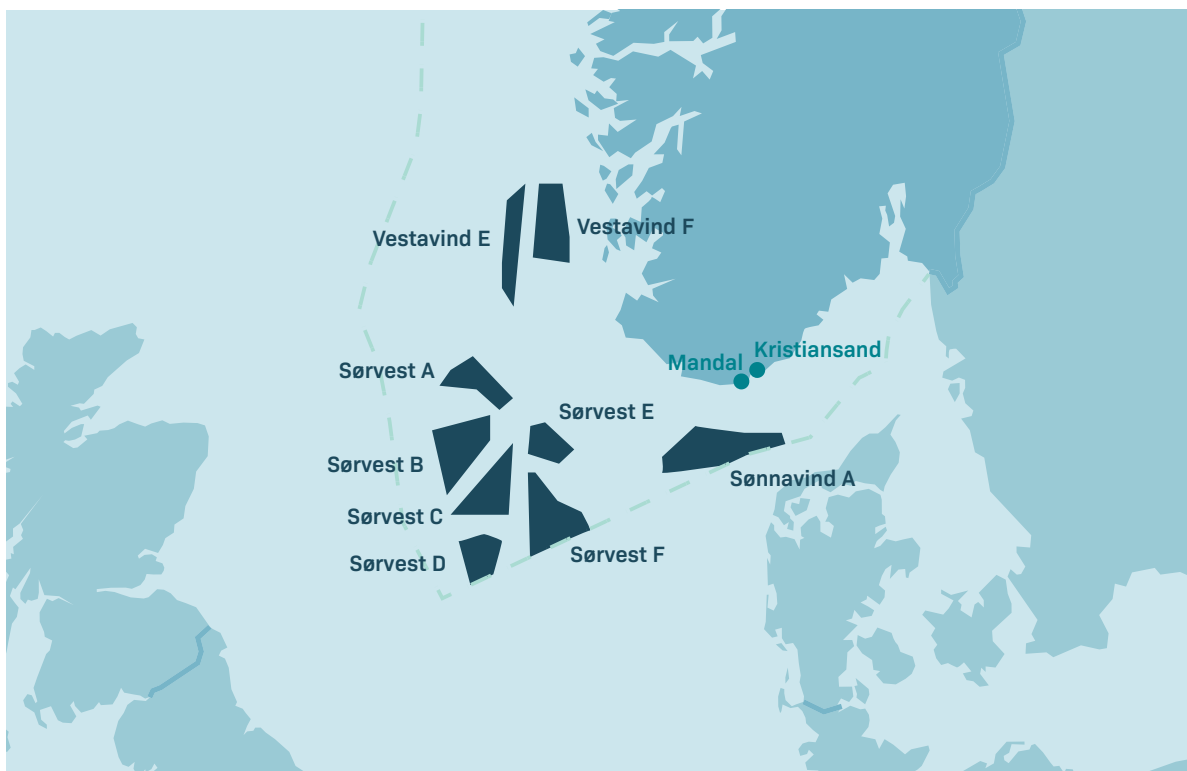 Vestavind F
Vestavind E
Kristiansand
Mandal
Sørvest A
Sørvest E
Sørvest B
Sønnavind A
Sørvest C
Sørvest F
Sørvest D